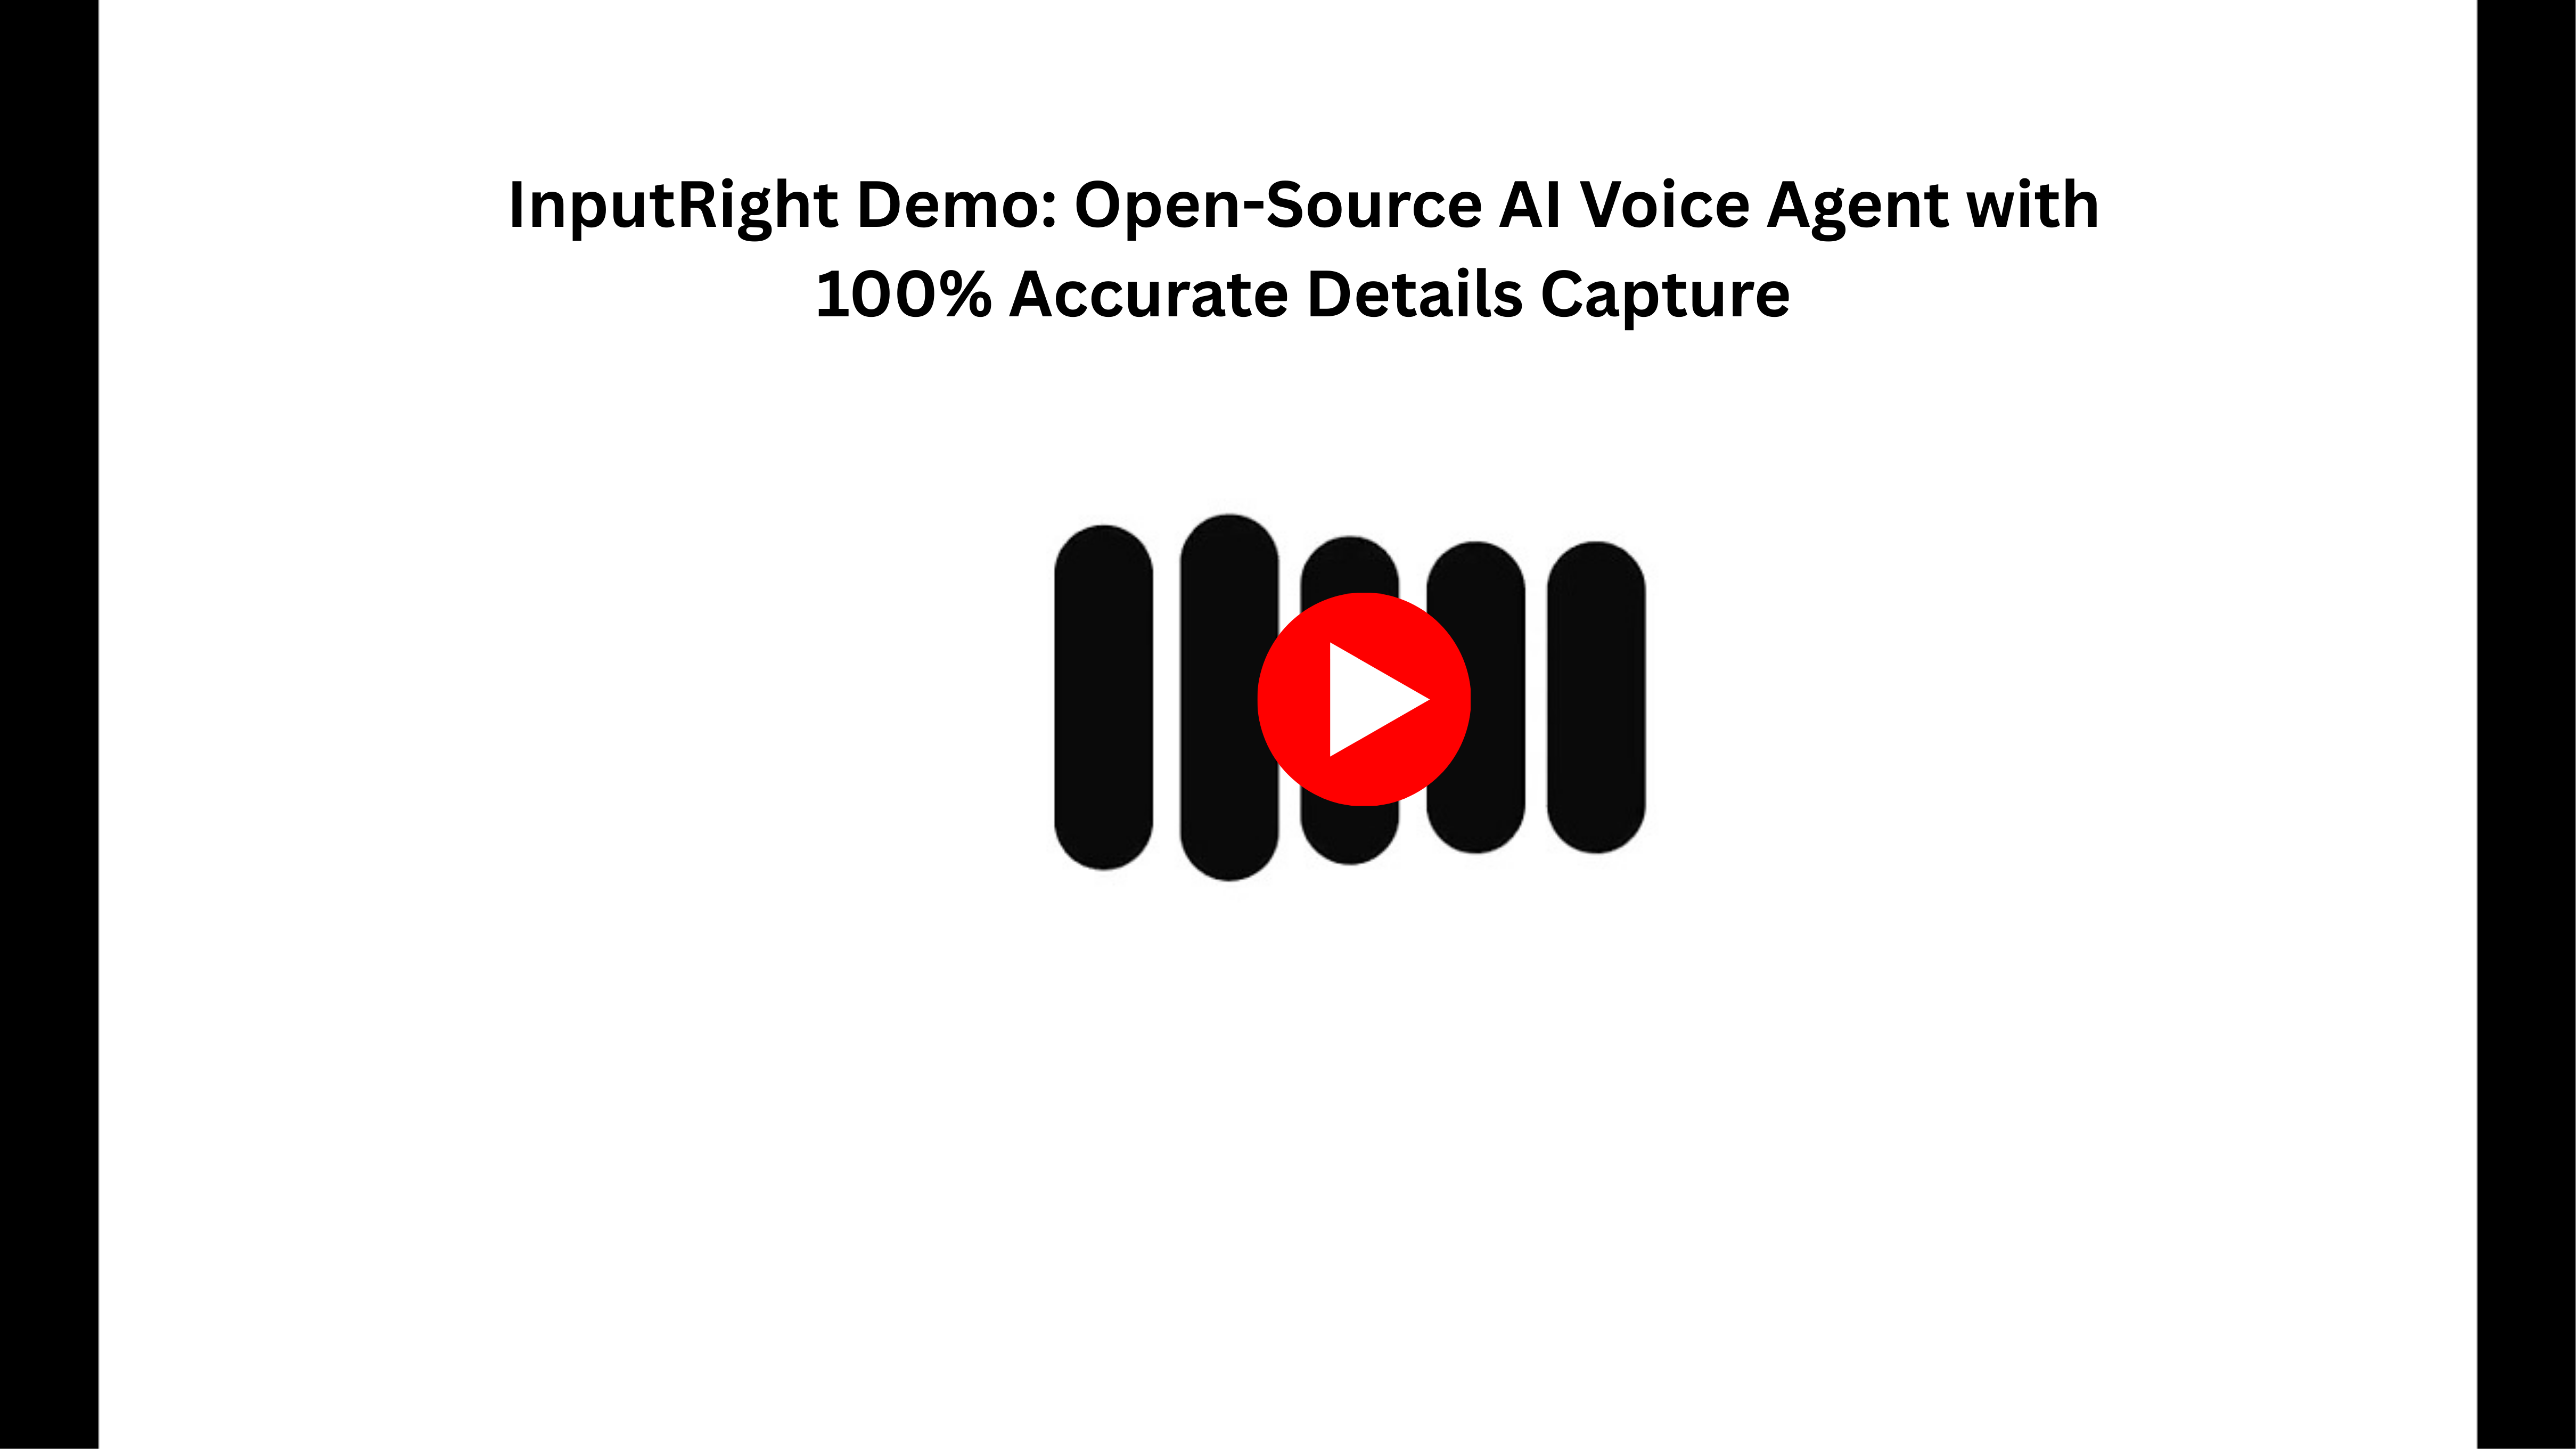 InputRight Demo: Open-Source AI Voice Agent with
100% Accurate Details Capture